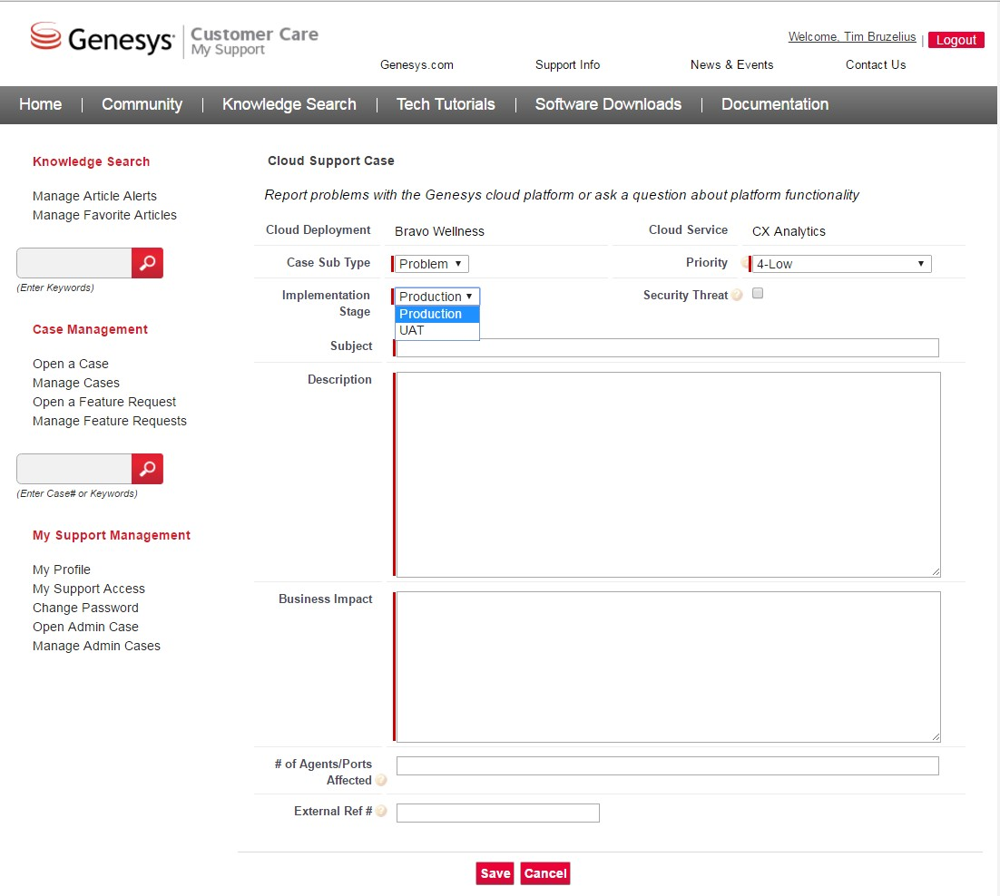 Genesys
Customer Care
My Support
Welcome, Tim Bruzelius | Logout
Genesys.com Support Info News & Events Contact Us
Home | Community | Knowledge Search | Tech Tutorials | Software Downloads | Documentation
Knowledge Search
Manage Article Alerts
Manage Favorite Articles
(Enter Keywords)
Case Management
Open a Case
Manage Cases
Open a Feature Request
Manage Feature Requests
(Enter Case# or Keywords)
My Support Management
My Profile
My Support Access
Change Password
Open Admin Case
Manage Admin Cases
Cloud Support Case
Report problems with the Genesys cloud platform or ask a question about platform functionality
Cloud Deployment Bravo Wellness Cloud Service CX Analytics
Case Sub Type Problem Priority ? 4-Low
Implementation Stage Production Security Threat ?
Production
UAT
Subject
Description
Business Impact
# of Agents/Ports
Affected ?
External Ref # ?
Save Cancel